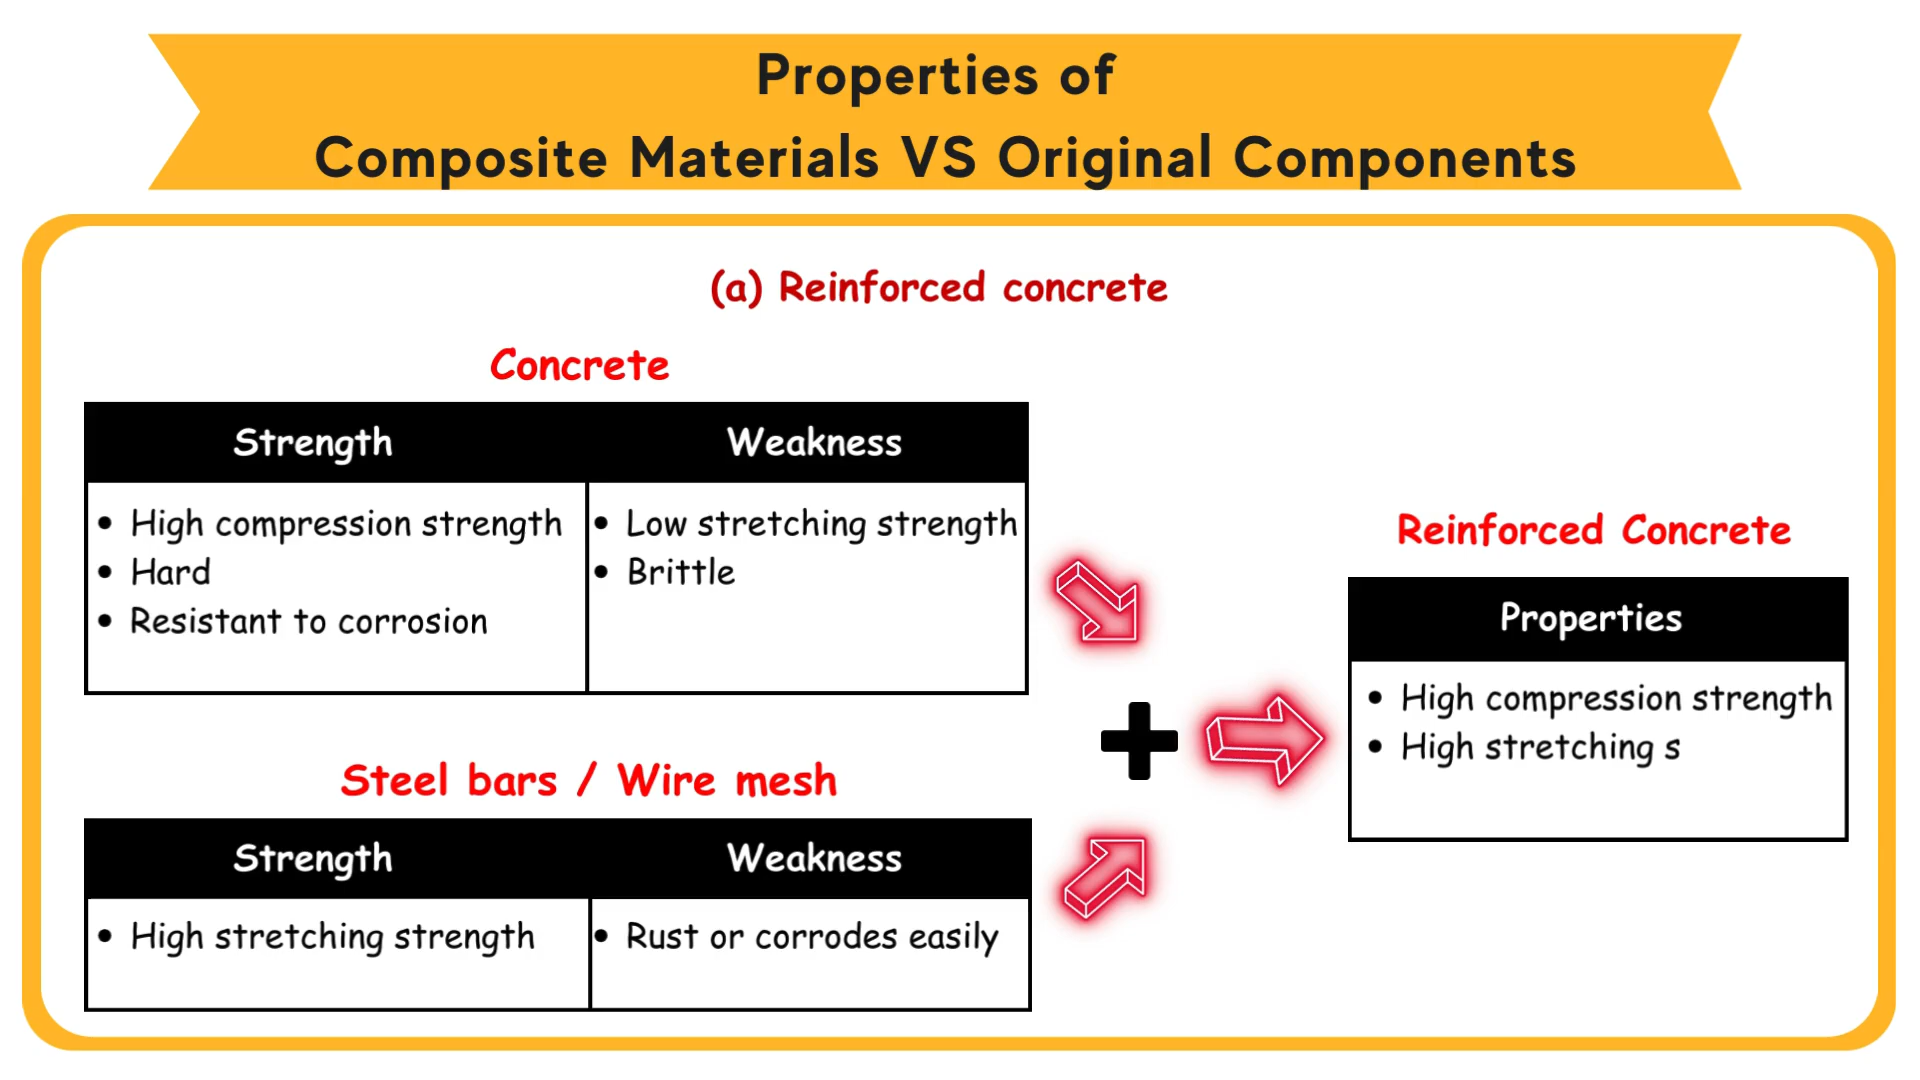 Properties of
Composite Materials VS Original Components
(a) Reinforced concrete
Concrete
Strength
Weakness
• High compression strength
• Hard
• Resistant to corrosion
• Low stretching strength
• Brittle
Steel bars / Wire mesh
Strength
Weakness
• High stretching strength
• Rust or corrodes easily
Reinforced Concrete
Properties
• High compression strength
• High stretching s